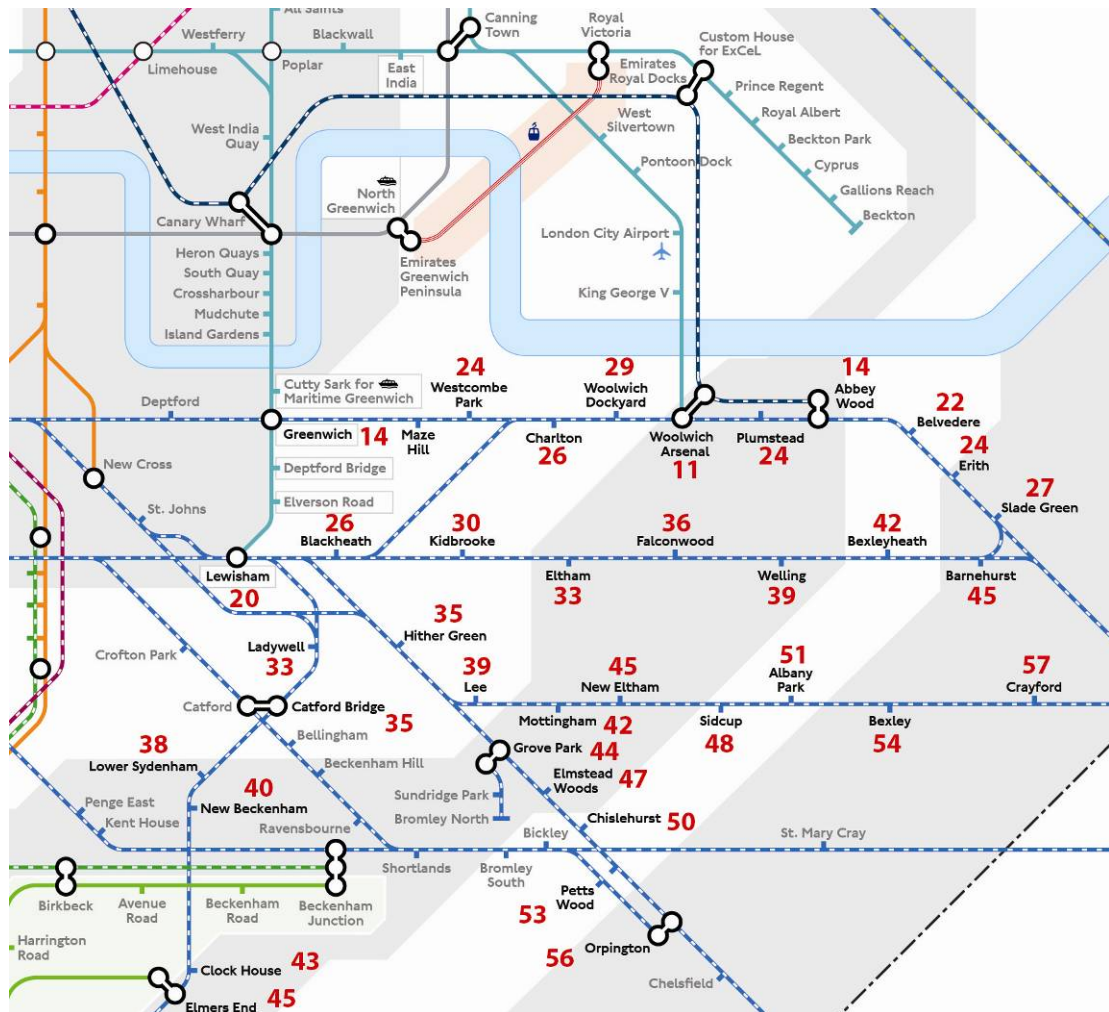 All Saints
Westferry
Blackwall
Canning
Town
Royal
Victoria
Custom House
for ExCeL
Limehouse
Poplar
East
India
Emirates
Royal Docks
Prince Regent
Royal Albert
Beckton Park
Cyprus
Gallions Reach
Beckton
West India
Quay
West
Silvertown
Pontoon Dock
North
Greenwich
Canary Wharf
London City Airport
Emirates
Greenwich
Peninsula
Heron Quays
South Quay
Crossharbour
Mudchute
Island Gardens
King George V
Cutty Sark for
Maritime Greenwich
24
Westcombe
Park
29
Woolwich
Dockyard
14
Abbey
Wood
22
Belvedere
24
Erith
27
Slade Green
Deptford
Greenwich
14
Maze
Hill
Charlton
26
Woolwich
Arsenal
11
Plumstead
24
New Cross
Deptford Bridge
Elverson Road
St. Johns
26
Blackheath
30
Kidbrooke
36
Falconwood
42
Bexleyheath
Lewisham
20
Eltham
33
Welling
39
Barnehurst
45
Crofton Park
Ladywell
33
35
Hither Green
39
Lee
45
New Eltham
51
Albany
Park
57
Crayford
Catford
Catford Bridge
35
Mottingham
42
Sidcup
48
Bexley
54
Bellingham
Beckenham Hill
38
Lower Sydenham
Grove Park
44
Elmstead
Woods
47
40
New Beckenham
Sundridge Park
Bromley North
Chislehurst
50
Penge East
Kent House
Ravensbourne
Bickley
St. Mary Cray
Shortlands
Bromley
South
Petts
Wood
53
Birkbeck
Avenue
Road
Beckenham
Road
Beckenham
Junction
Harrington
Road
Orpington
56
Clock House
43
Chelsfield
Elmers End
45